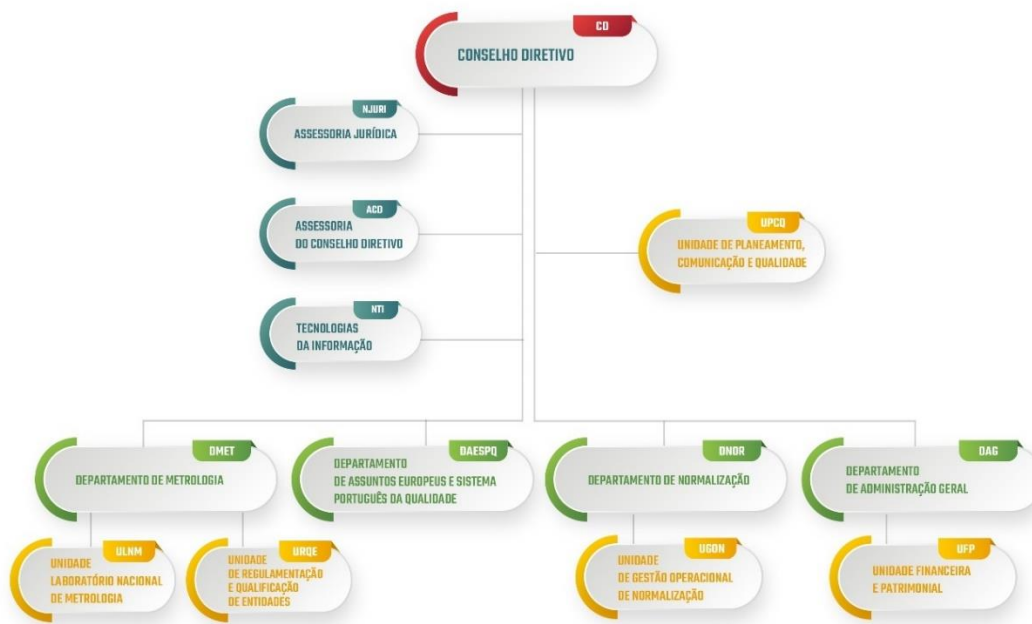 CD
CONSELHO DIRETIVO
NJURI
ASSESSORIA JURÍDICA
ACD
ASSESSORIA
DO CONSELHO DIRETIVO
UPCQ
UNIDADE DE PLANEAMENTO,
COMUNICAÇÃO E QUALIDADE
NTI
TECNOLOGIAS
DA INFORMAÇÃO
DMET
DEPARTAMENTO DE METROLOGIA
DAESPQ
DEPARTAMENTO
DE ASSUNTOS EUROPEUS E SISTEMA
PORTUGUÊS DA QUALIDADE
DNOR
DEPARTAMENTO DE NORMALIZAÇÃO
DAG
DEPARTAMENTO
DE ADMINISTRAÇÃO GERAL
ULNM
UNIDADE
LABORATÓRIO NACIONAL
DE METROLOGIA
URQE
UNIDADE
DE REGULAMENTAÇÃO
E QUALIFICAÇÃO
DE ENTIDADES
UGON
UNIDADE
DE GESTÃO OPERACIONAL
DE NORMALIZAÇÃO
UFP
UNIDADE FINANCEIRA
E PATRIMONIAL